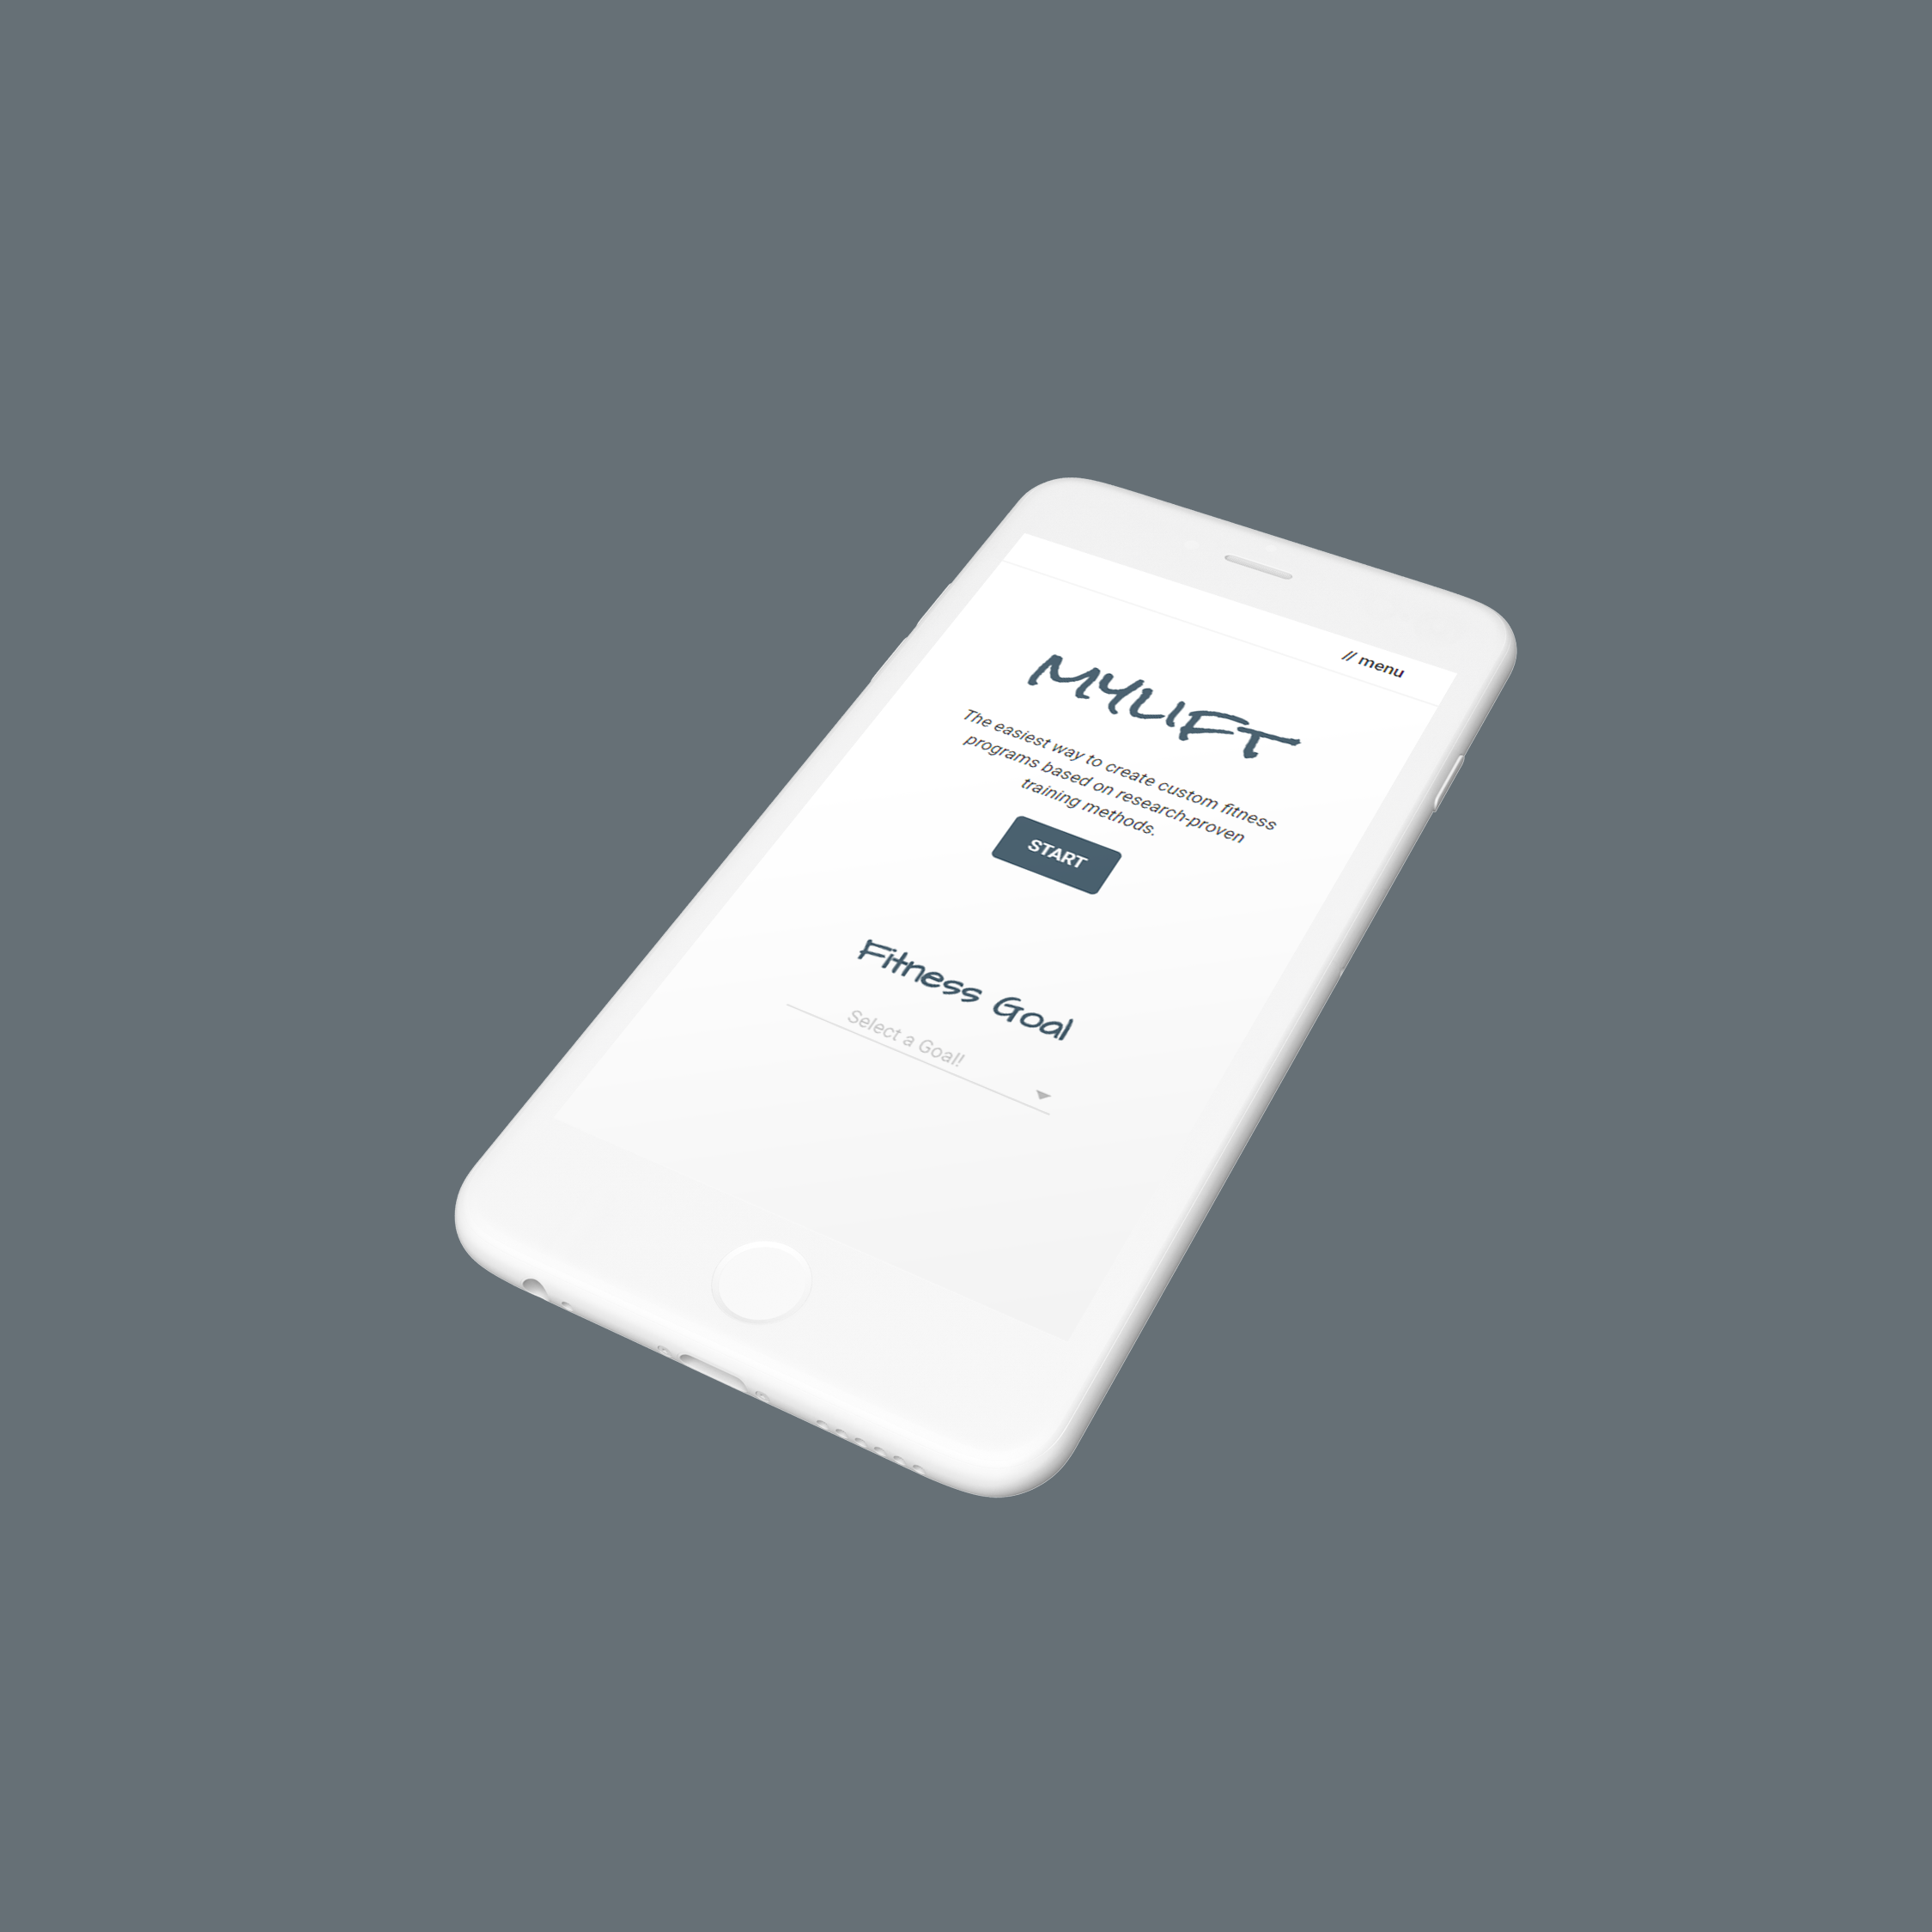 // menu
MYLIFT
The easiest way to create custom fitness
programs based on research-proven
training methods.
START
Fitness Goal
Select a Goal!